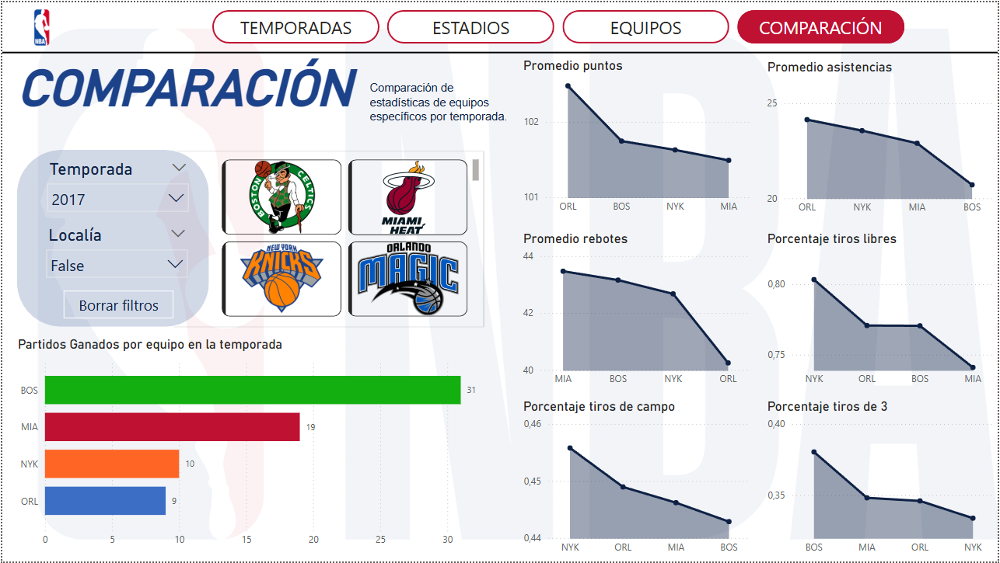 NBA
TEMPORADAS
ESTADIOS
EQUIPOS
COMPARACIÓN
COMPARACIÓN
Comparación de
estadísticas de equipos
específicos por temporada.
Temporada
2017
Localía
False
Borrar filtros
BOSTON CELTICS
MIAMI
HEAT
NEW YORK
KNICKS
ORLANDO
MAGIC
Partidos Ganados por equipo en la temporada
BOS
31
MIA
19
NYK
10
ORL
9
0 5 10 15 20 25 30
Promedio puntos
102
101
ORL BOS NYK MIA
Promedio asistencias
25
20
ORL NYK MIA BOS
Promedio rebotes
44
42
40
MIA BOS NYK ORL
Porcentaje tiros libres
0,80
0,75
NYK ORL BOS MIA
Porcentaje tiros de campo
0,46
0,45
0,44
NYK ORL MIA BOS
Porcentaje tiros de 3
0,40
0,35
BOS MIA ORL NYK
NBA